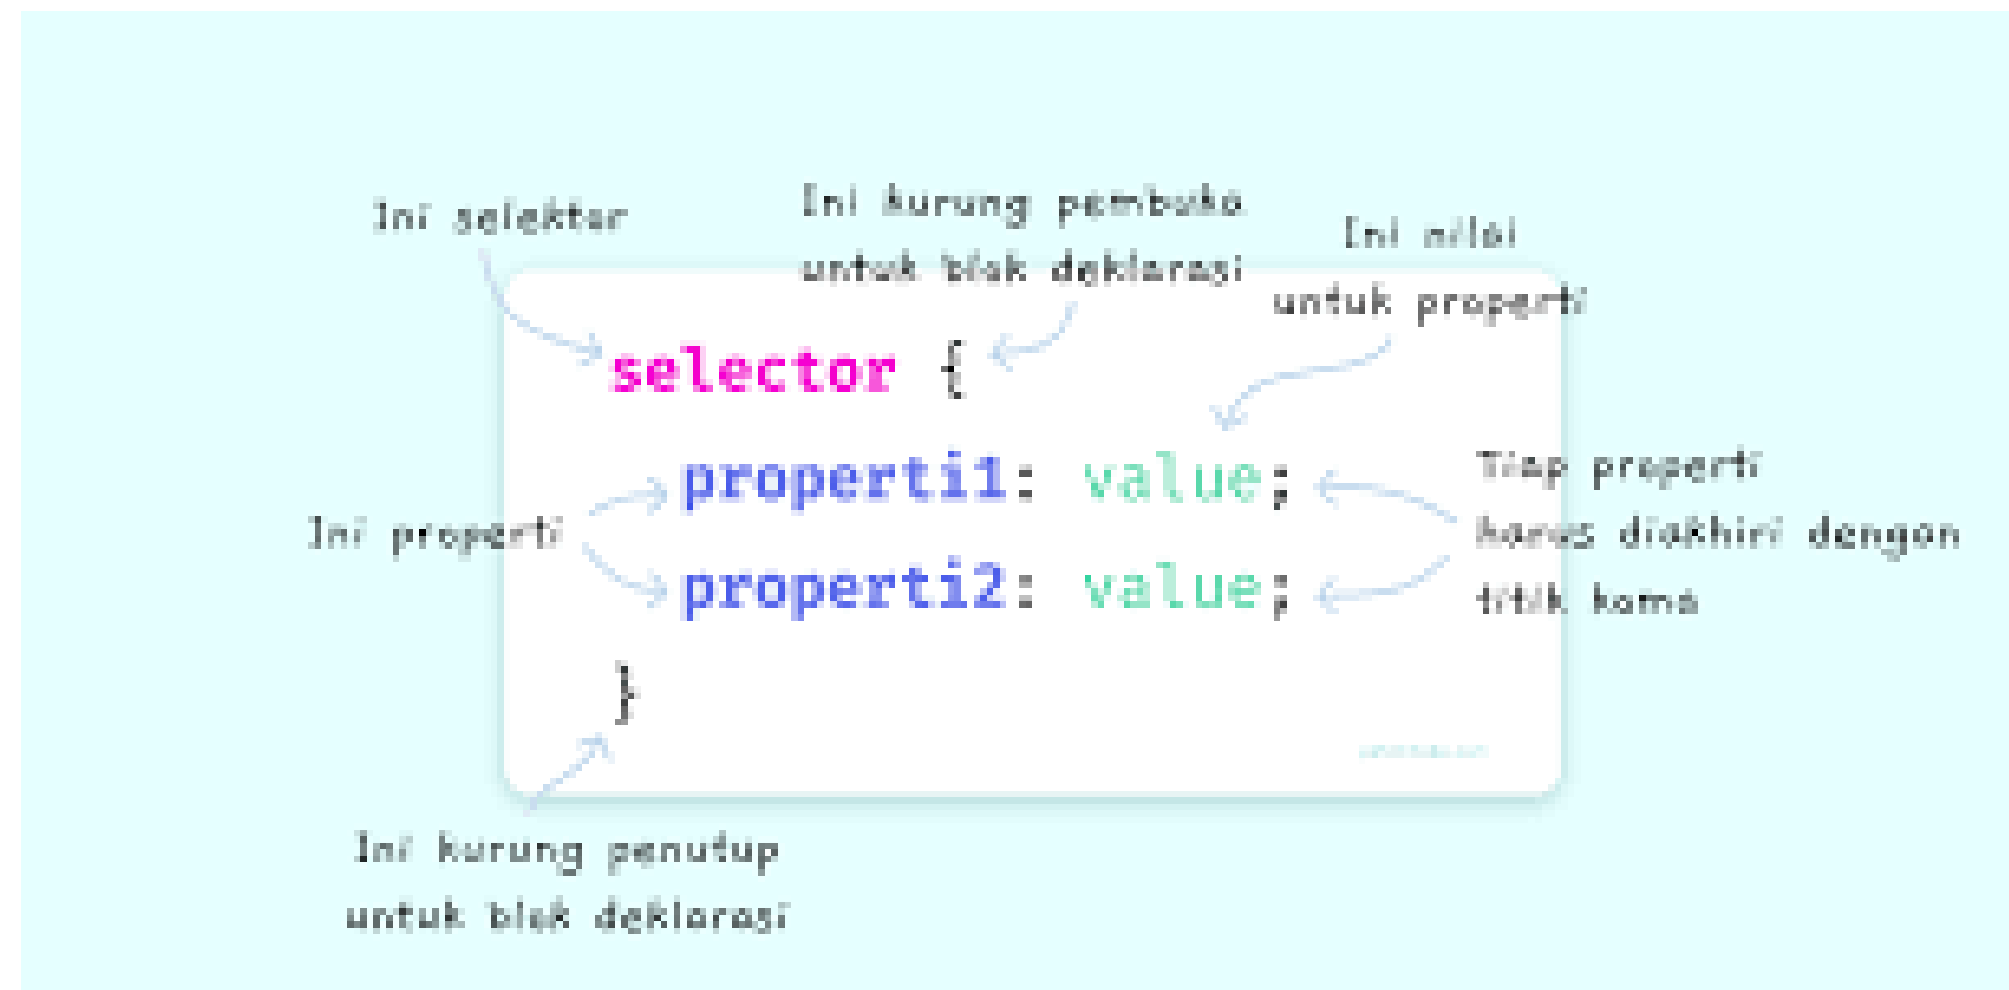 Ini selektor
Ini kurung pembuka
untuk blok deklarasi
Ini nilai
untuk properti
selector {
properti1: value;
properti2: value;
}
Ini properti
Tiap properti
harus diakhiri dengan
titik koma
Ini kurung penutup
untuk blok deklarasi